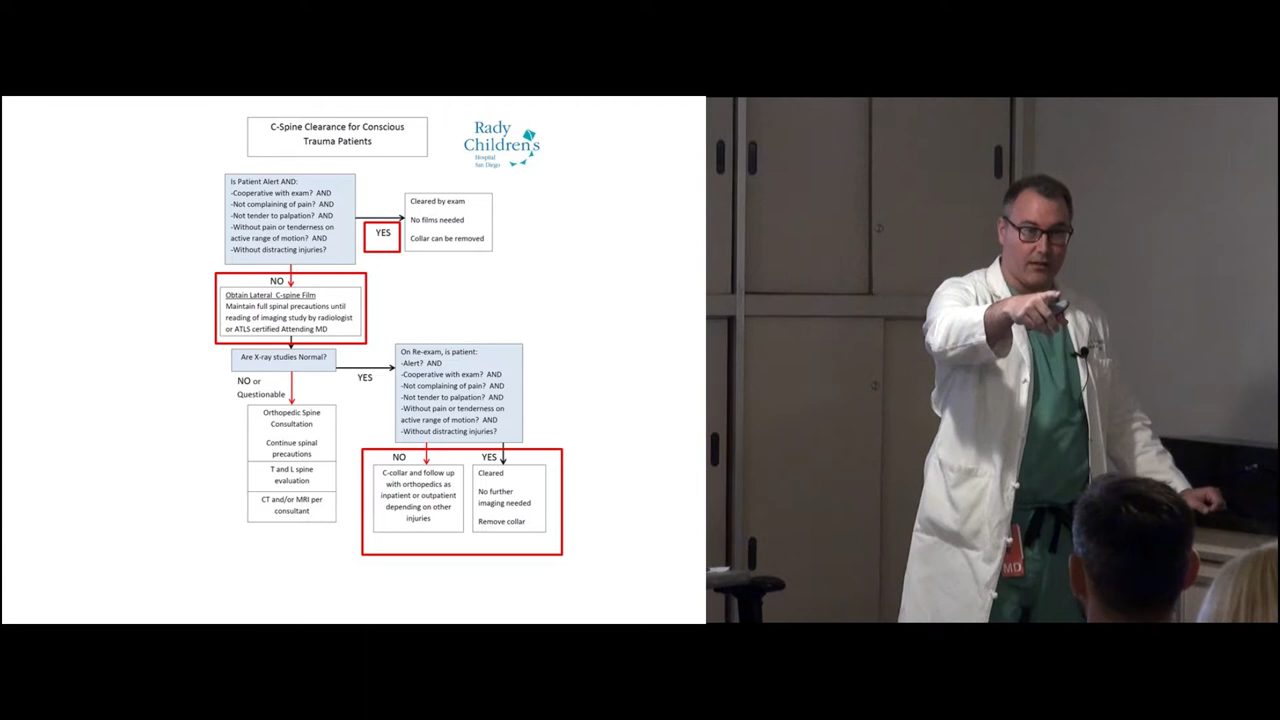 C-Spine Clearance for Conscious
Trauma Patients
Rady
Children's
Hospital
San Diego
Is Patient Alert AND:
-Cooperative with exam? AND
-Not complaining of pain? AND
-Not tender to palpation? AND
-Without pain or tenderness on
active range of motion? AND
-Without distracting injuries?
YES
Cleared by exam
No films needed
Collar can be removed
NO
Obtain Lateral C-spine Film
Maintain full spinal precautions until
reading of imaging study by radiologist
or ATLS certified Attending MD
Are X-ray studies Normal?
YES
NO or
Questionable
Orthopedic Spine
Consultation
Continue spinal
precautions
T and L spine
evaluation
CT and/or MRI per
consultant
On Re-exam, is patient:
-Alert? AND
-Cooperative with exam? AND
-Not complaining of pain? AND
-Not tender to palpation? AND
-Without pain or tenderness on
active range of motion? AND
-Without distracting injuries?
NO
YES
C-collar and follow up
with orthopedics as
inpatient or outpatient
depending on other
injuries
Cleared
No further
imaging needed
Remove collar
MD